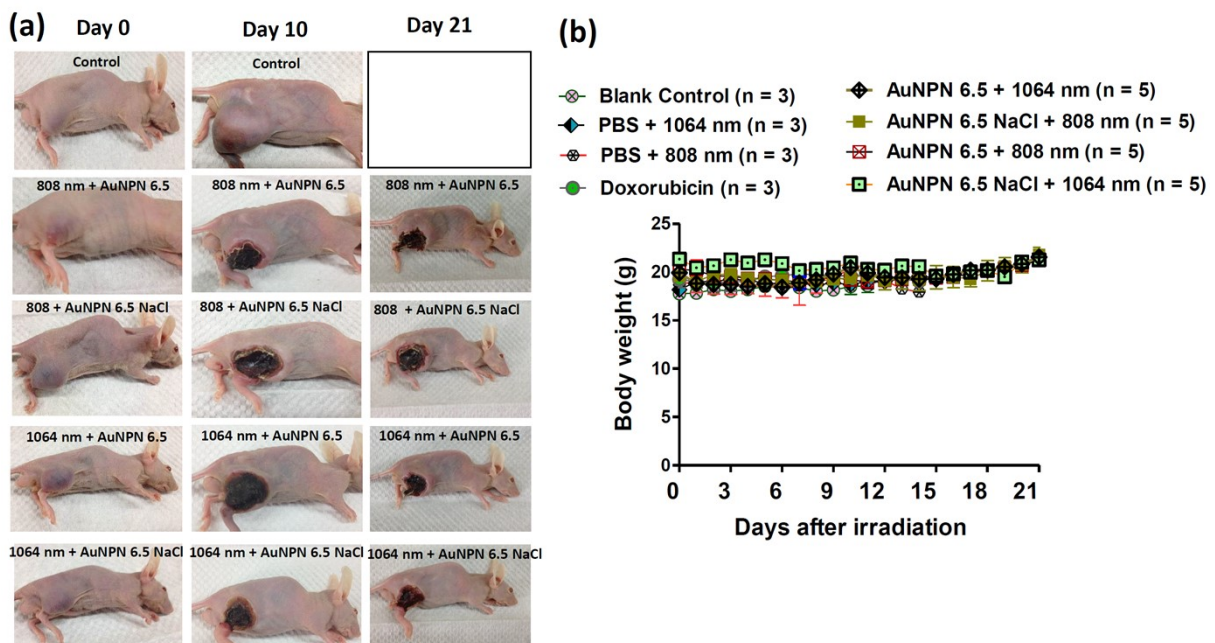 (a)
Day 0
Day 10
Day 21
Control
Control
808 nm + AuNPN 6.5
808 nm + AuNPN 6.5
808 nm + AuNPN 6.5
808 + AuNPN 6.5 NaCl
808 nm + AuNPN 6.5 NaCl
808 + AuNPN 6.5 NaCl
1064 nm + AuNPN 6.5
1064 nm + AuNPN 6.5
1064 nm + AuNPN 6.5
1064 nm + AuNPN 6.5 NaCl
1064 nm + AuNPN 6.5 NaCl
1064 nm + AuNPN 6.5 NaCl
(b)
Blank Control (n = 3)
PBS + 1064 nm (n = 3)
PBS + 808 nm (n = 3)
Doxorubicin (n = 3)
AuNPN 6.5 + 1064 nm (n = 5)
AuNPN 6.5 NaCl + 808 nm (n = 5)
AuNPN 6.5 + 808 nm (n = 5)
AuNPN 6.5 NaCl + 1064 nm (n = 5)
Body weight (g)
25
20
15
10
5
0
0 3 6 9 12 15 18 21
Days after irradiation